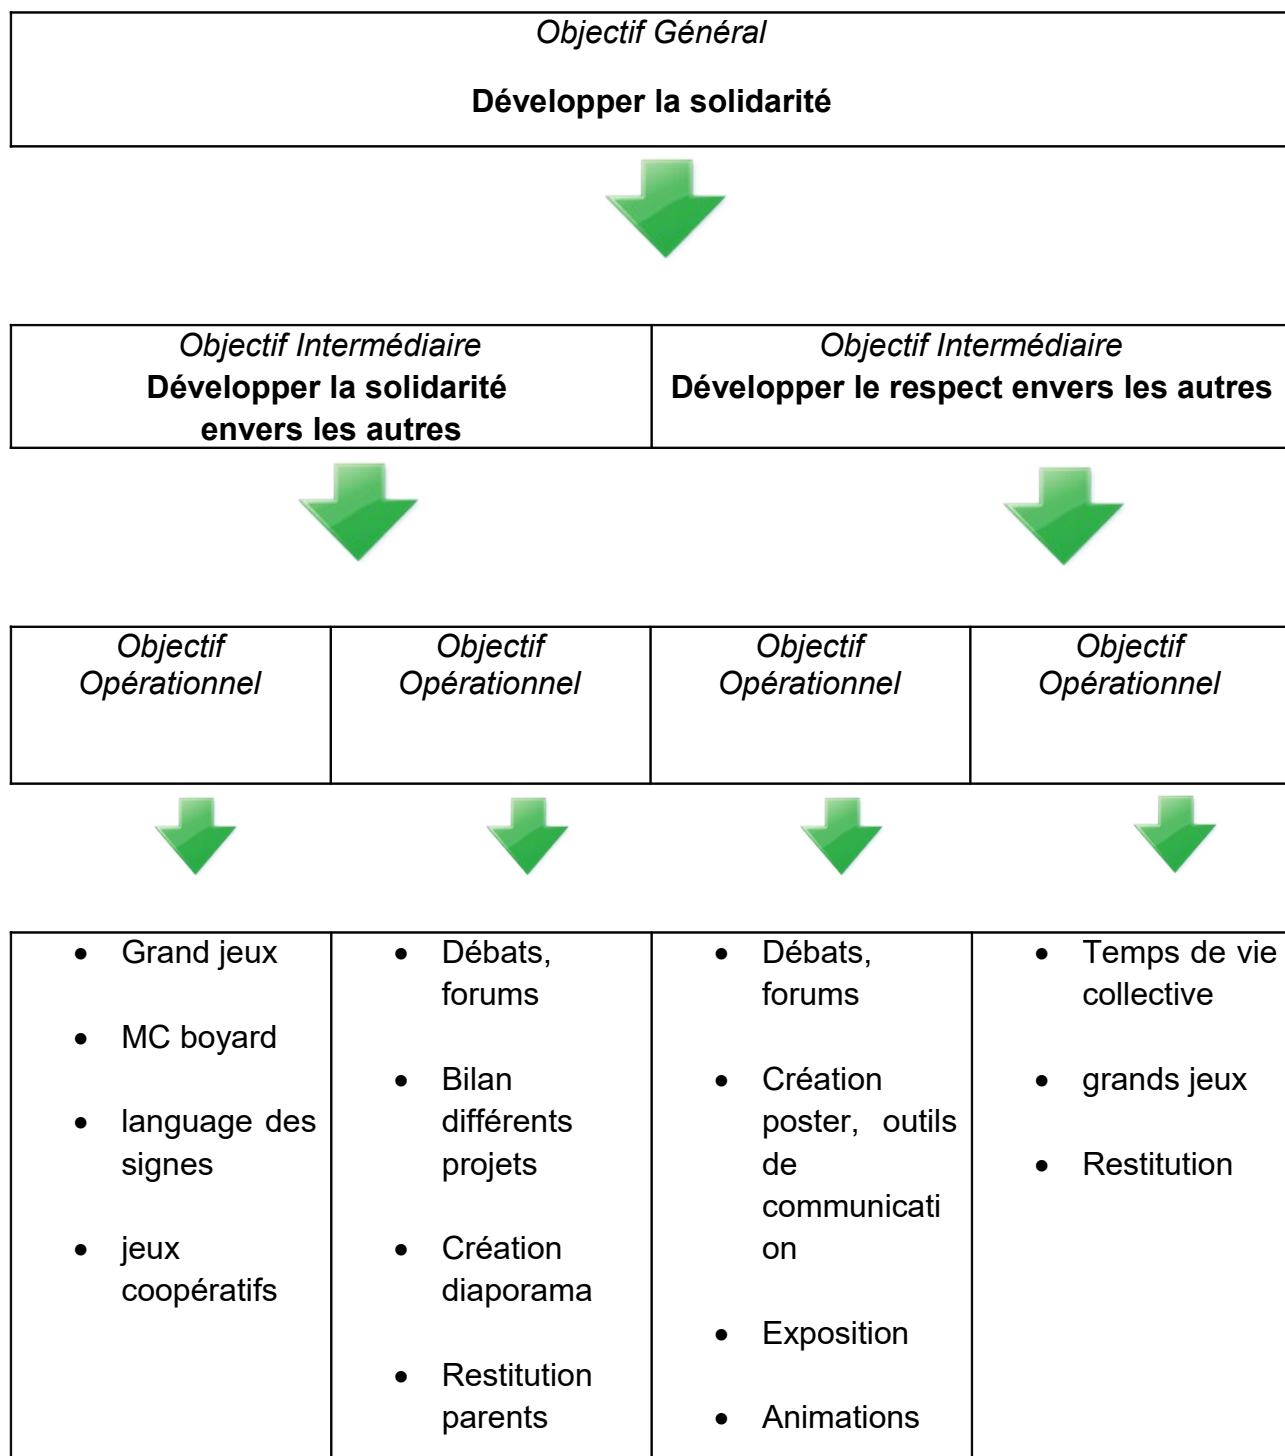 Objectif Général
Développer la solidarité
Objectif Intermédiaire
Développer la solidarité
envers les autres
Objectif Intermédiaire
Développer le respect envers les autres
Objectif
Opérationnel
Objectif
Opérationnel
Objectif
Opérationnel
Objectif
Opérationnel
• Grand jeux
• MC boyard
• language des
signes
• jeux
coopératifs
• Débats,
forums
• Bilan
différents
projets
• Création
diaporama
• Restitution
parents
• Débats,
forums
• Création
poster, outils
de
communicati
on
• Exposition
• Animations
• Temps de vie
collective
• grands jeux
• Restitution